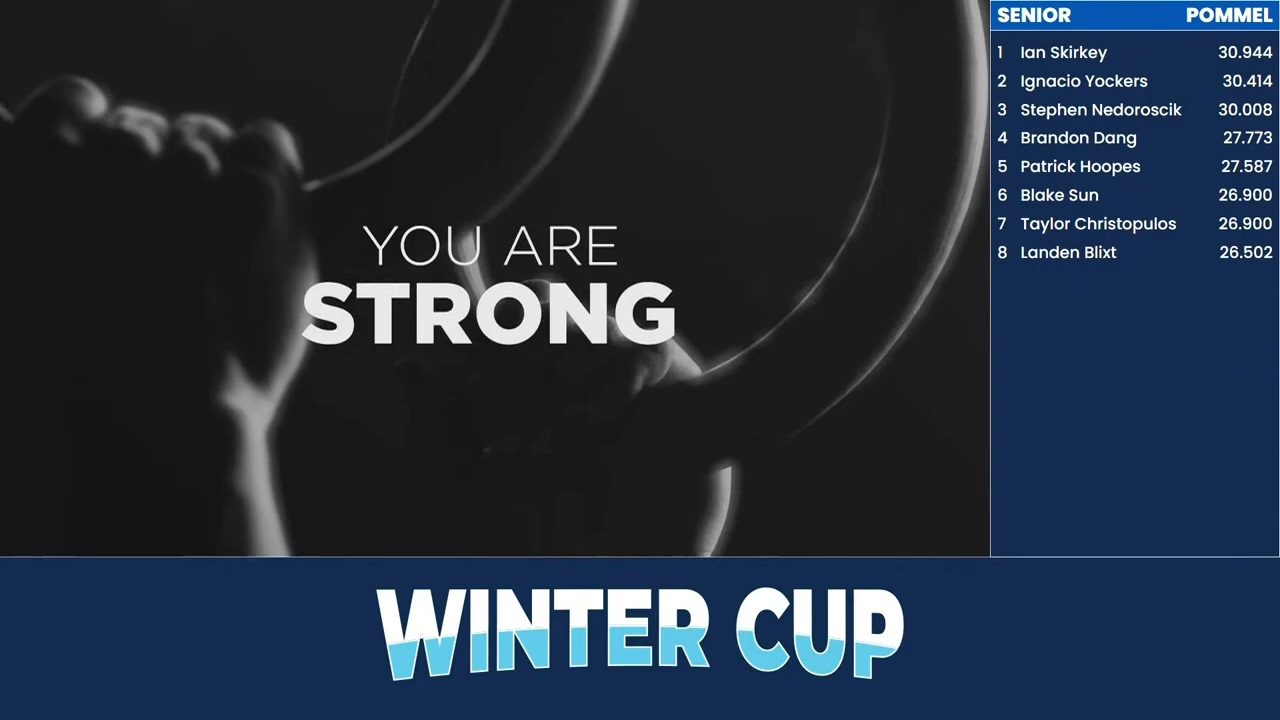 YOU ARE
STRONG
SENIOR POMMEL
1 Ian Skirkey 30.944
2 Ignacio Yockers 30.414
3 Stephen Nedoroscik 30.008
4 Brandon Dang 27.773
5 Patrick Hoopes 27.587
6 Blake Sun 26.900
7 Taylor Christopulos 26.900
8 Landen Blixt 26.502
WINTER CUP